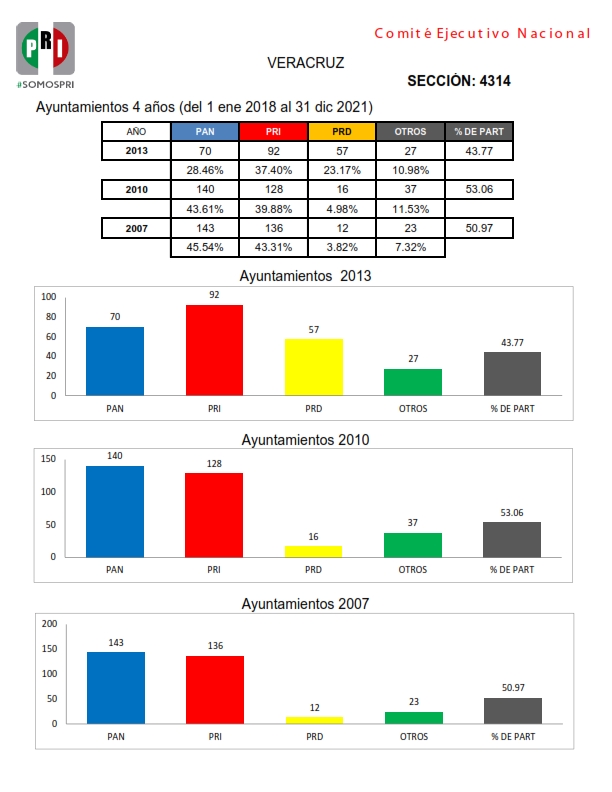 Comité Ejecutivo Nacional
PRI
#SOMOSPRI
VERACRUZ
SECCIÓN: 4314
Ayuntamientos 4 años (del 1 ene 2018 al 31 dic 2021)
AÑO PAN PRI PRD OTROS % DE PART
2013 70 92 57 27 43.77
28.46% 37.40% 23.17% 10.98%
2010 140 128 16 37 53.06
43.61% 39.88% 4.98% 11.53%
2007 143 136 12 23 50.97
45.54% 43.31% 3.82% 7.32%
Ayuntamientos 2013
100
80
60
40
20
0
70
92
57
27
43.77
PAN PRI PRD OTROS % DE PART
Ayuntamientos 2010
150
100
50
0
140
128
16
37
53.06
PAN PRI PRD OTROS % DE PART
Ayuntamientos 2007
200
150
100
50
0
143
136
12
23
50.97
PAN PRI PRD OTROS % DE PART